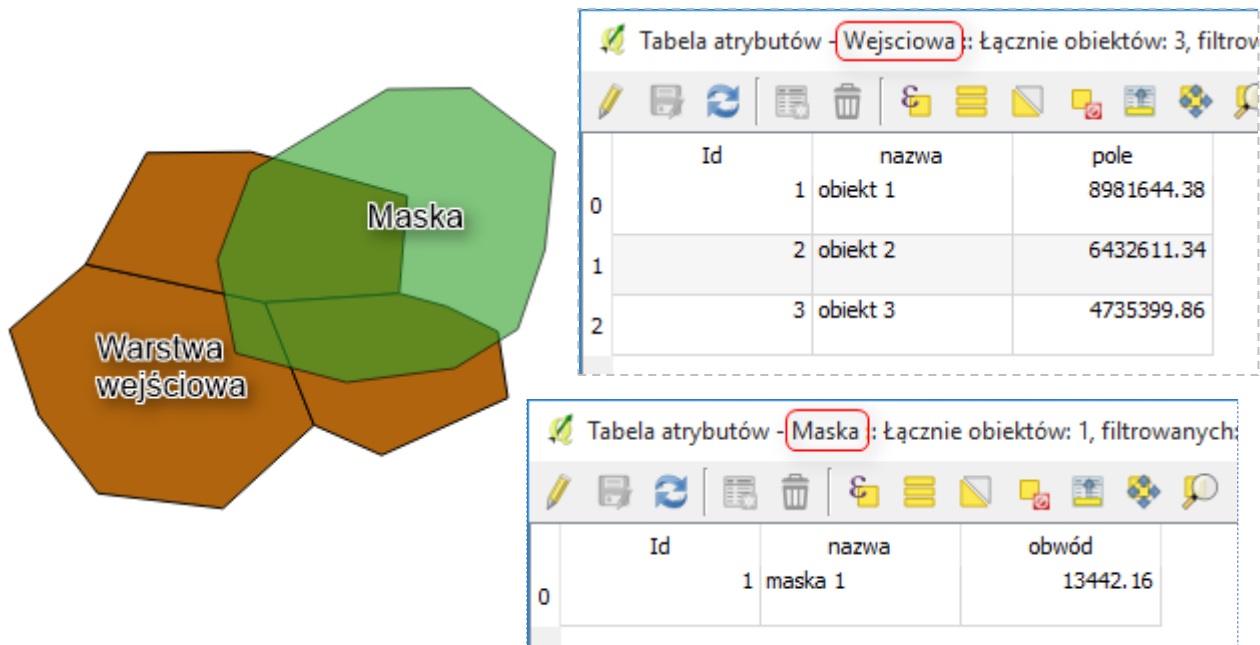 Maska
Warstwa
wejściowa
Tabela atrybutów - Wejsciowa :: Łącznie obiektów: 3, filtrow
Id nazwa pole
0 1 obiekt 1 8981644.38
1 2 obiekt 2 6432611.34
2 3 obiekt 3 4735399.86
Tabela atrybutów - Maska :: Łącznie obiektów: 1, filtrowanych:
Id nazwa obwód
0 1 maska 1 13442.16